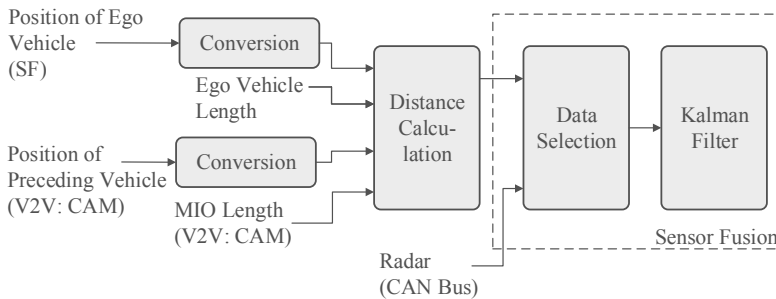 Position of Ego
Vehicle
(SF)
Conversion
Ego Vehicle
Length
Position of
Preceding Vehicle
(V2V: CAM)
Conversion
MIO Length
(V2V: CAM)
Distance
Calcu-
lation
Radar
(CAN Bus)
Data
Selection
Kalman
Filter
Sensor Fusion